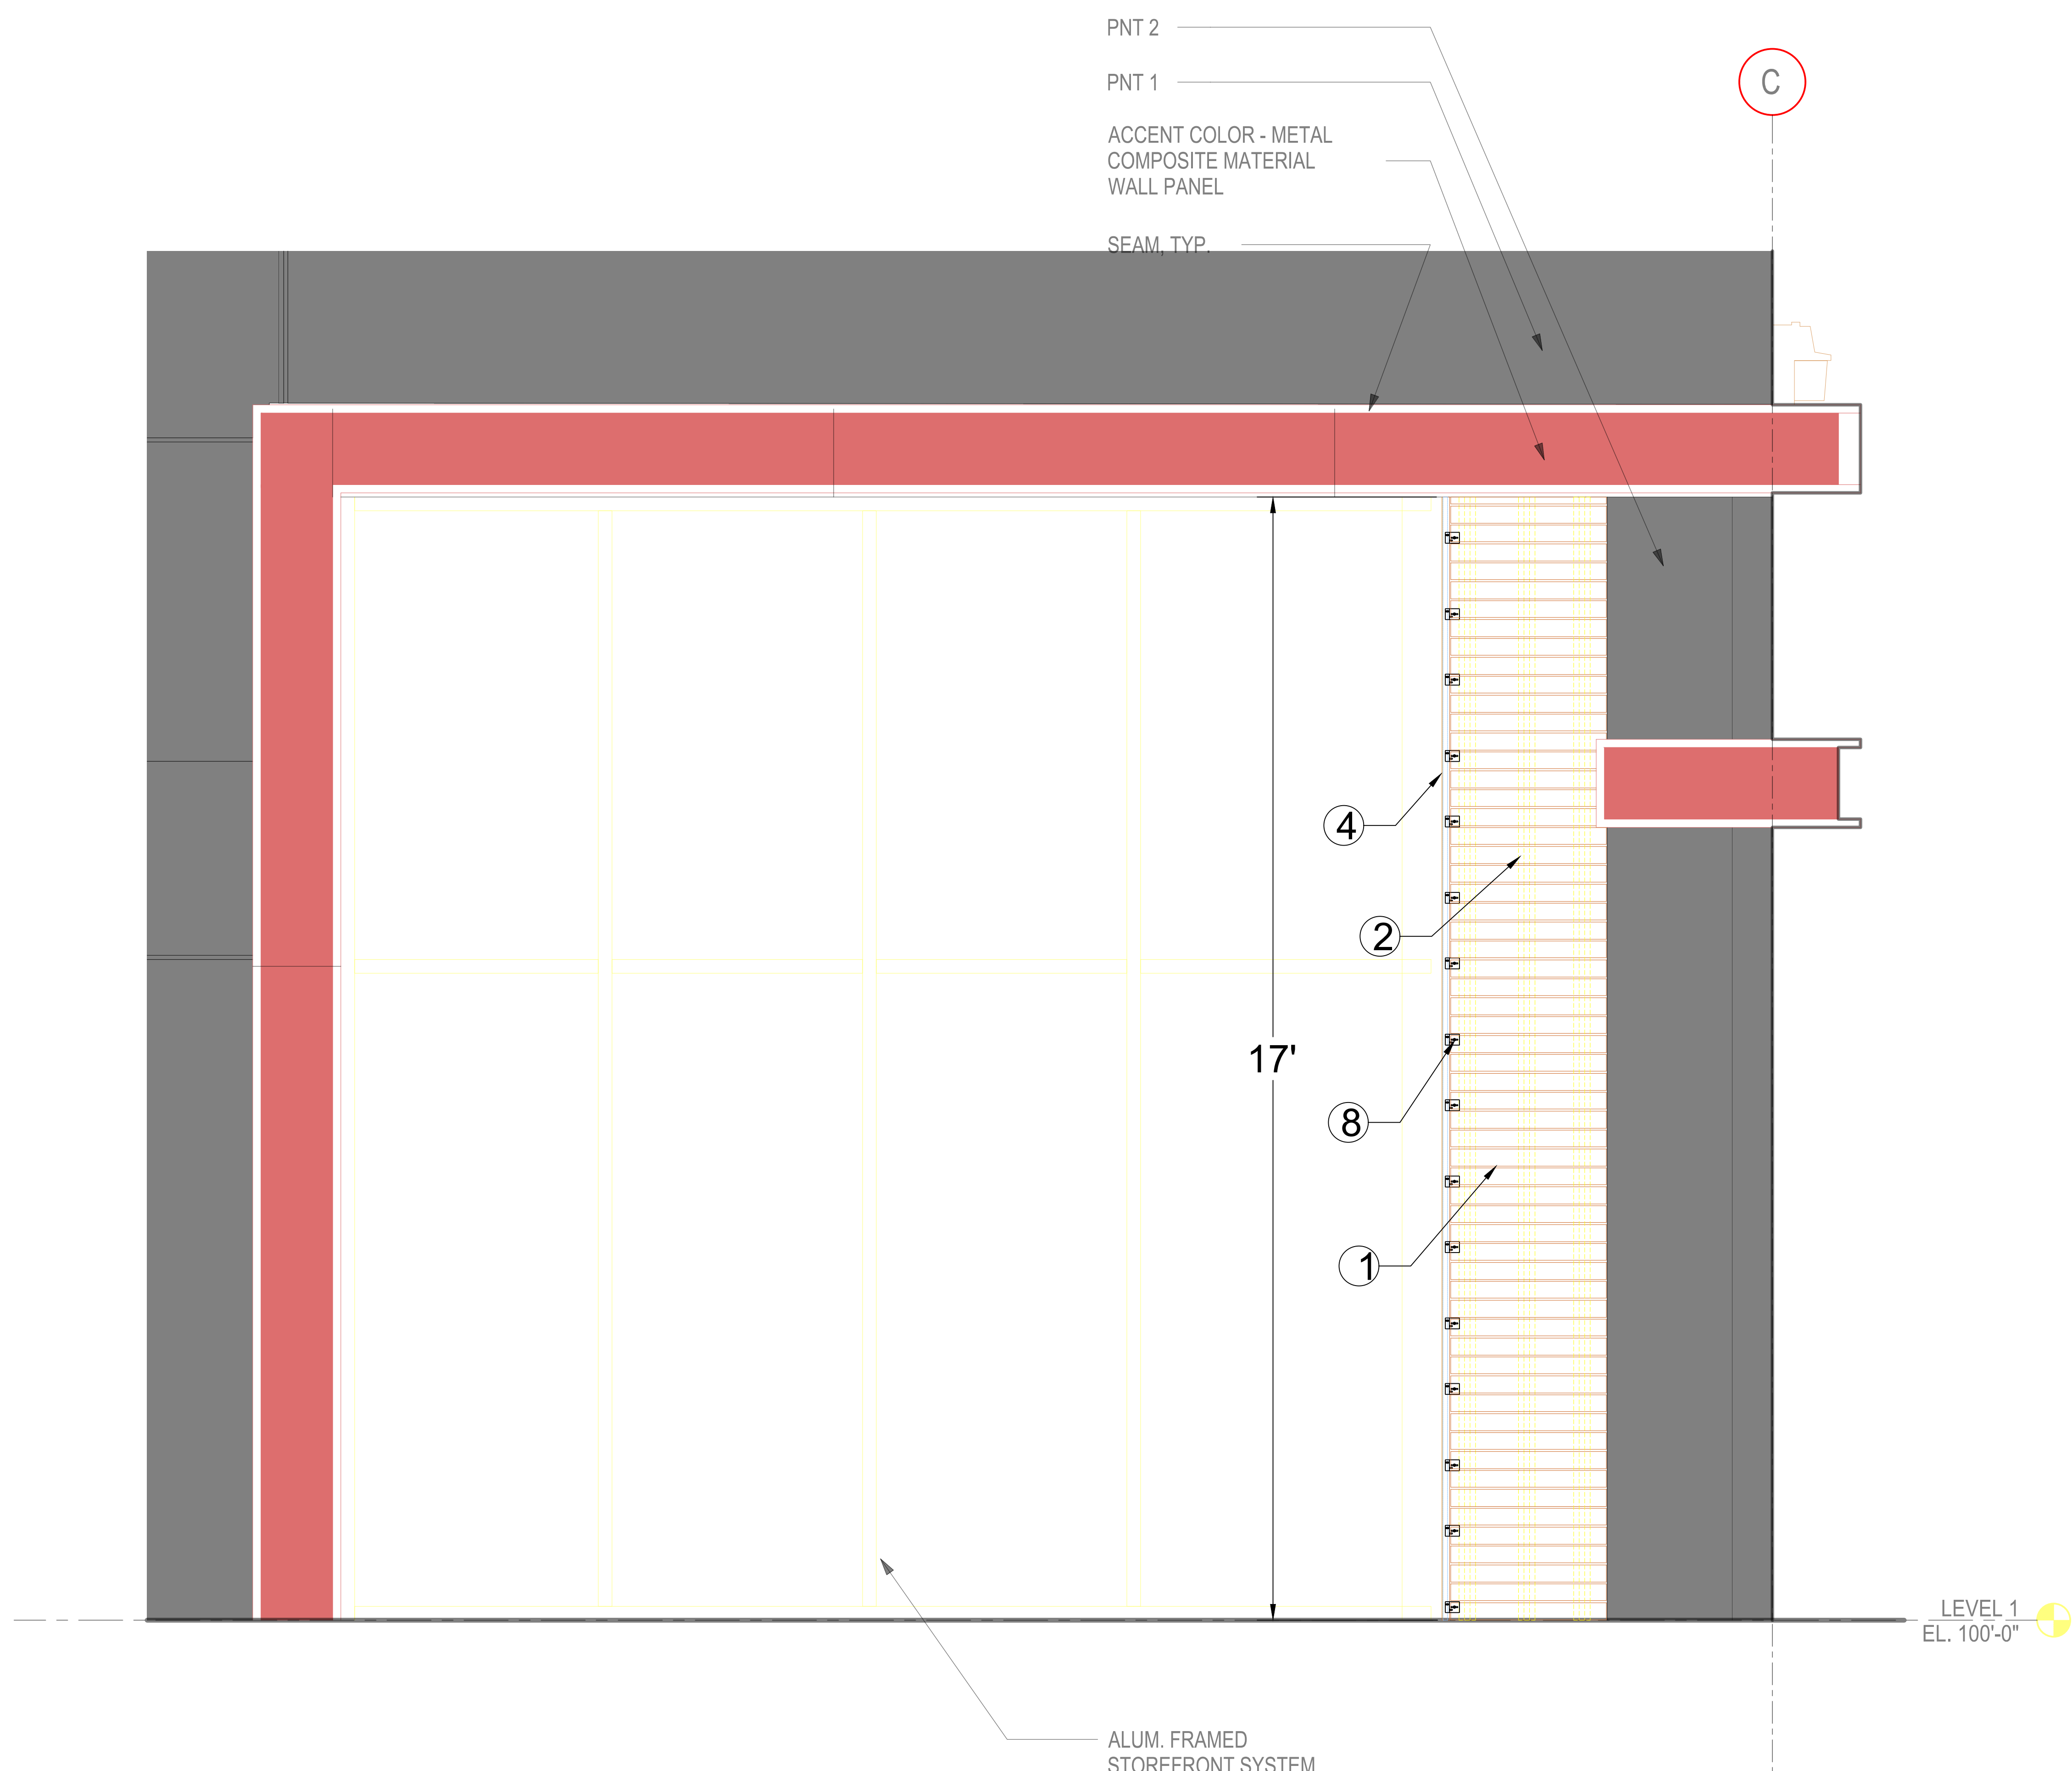 PNT 2
C
PNT 1
ACCENT COLOR - METAL
COMPOSITE MATERIAL
WALL PANEL
SEAM, TYP.
4
2
17'
8
1
LEVEL 1
EL. 100'-0"
ALUM. FRAMED
STOREFRONT SYSTEM